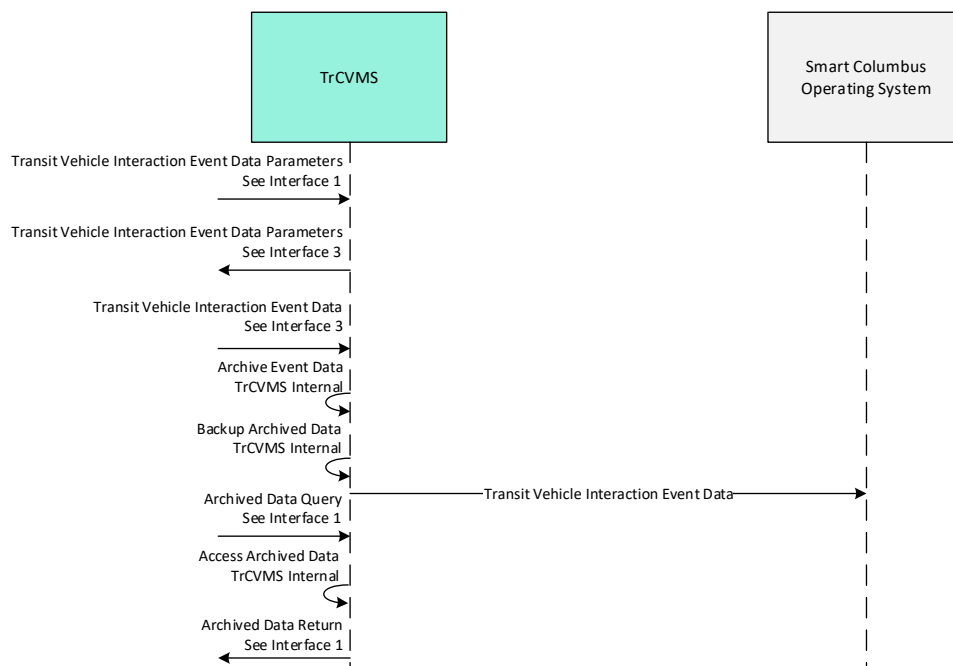 TrCVMS
Smart Columbus
Operating System
Transit Vehicle Interaction Event Data Parameters
See Interface 1
Transit Vehicle Interaction Event Data Parameters
See Interface 3
Transit Vehicle Interaction Event Data
See Interface 3
Archive Event Data
TrCVMS Internal
Backup Archived Data
TrCVMS Internal
Transit Vehicle Interaction Event Data
Archived Data Query
See Interface 1
Access Archived Data
TrCVMS Internal
Archived Data Return
See Interface 1